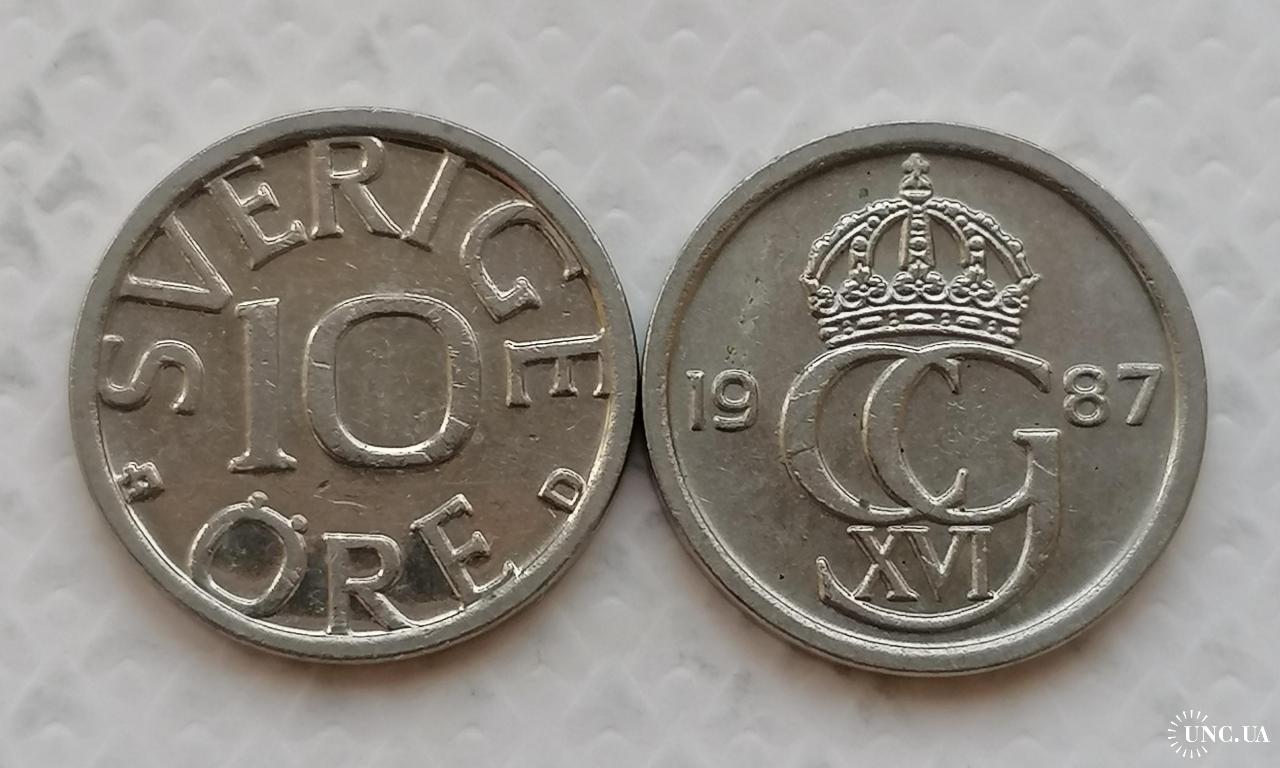 SVERIGE
10
ÖRE
D
19 87
CG
XVI
UNC.UA